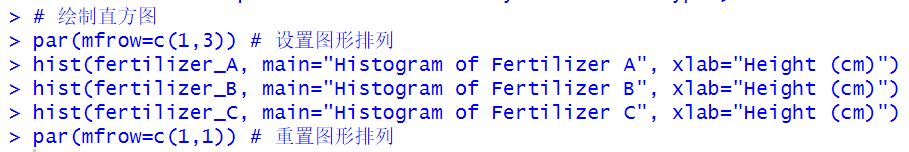 > # 绘制直方图
> par(mfrow=c(1,3)) # 设置图形排列
> hist(fertilizer_A, main="Histogram of Fertilizer A", xlab="Height (cm)")
> hist(fertilizer_B, main="Histogram of Fertilizer B", xlab="Height (cm)")
> hist(fertilizer_C, main="Histogram of Fertilizer C", xlab="Height (cm)")
> par(mfrow=c(1,1)) # 重置图形排列